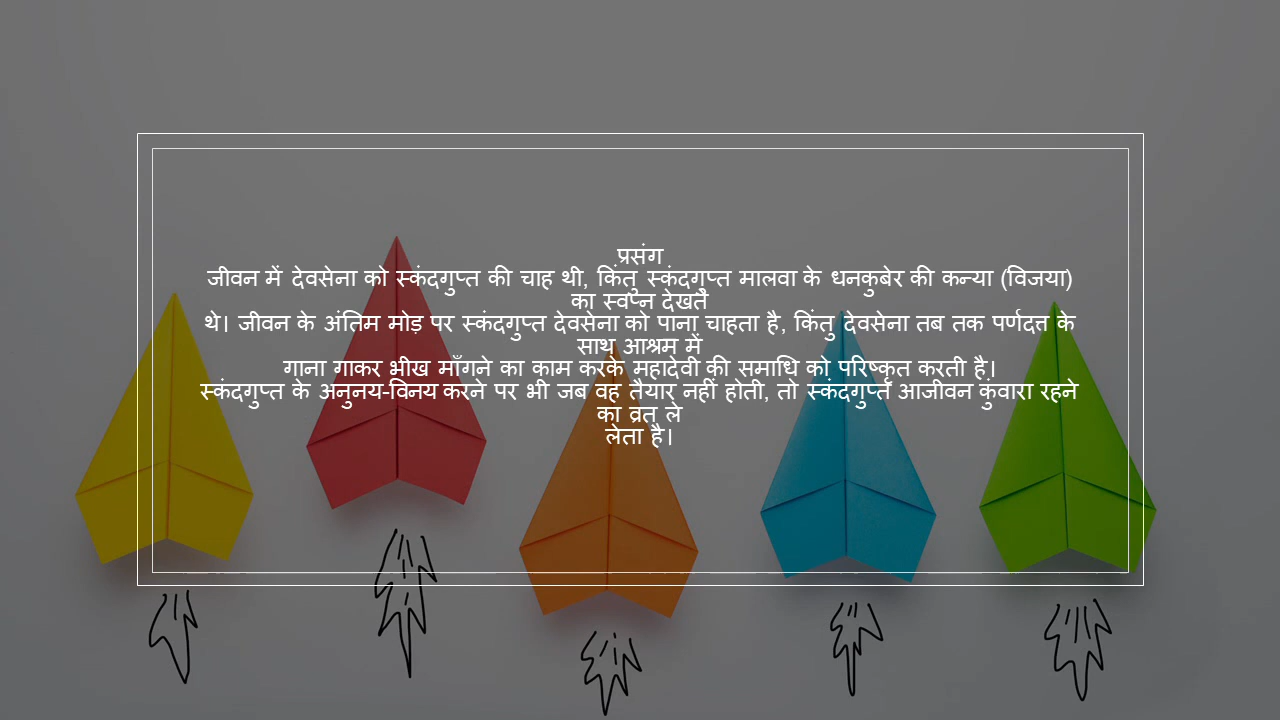 प्रसंग
जीवन में देवसेना को स्कंदगुप्त की चाह थी, किंतु स्कंदगुप्त मालवा के धनकुबेर की कन्या (विजया)
का स्वप्न देखते
थे। जीवन के अंतिम मोड़ पर स्कंदगुप्त देवसेना को पाना चाहता है, किंतु देवसेना तब तक पर्णदत्त के
साथ आश्रम में
गाना गाकर भीख माँगने का काम करके महादेवी की समाधि को परिष्कृत करती है।
स्कंदगुप्त के अनुनय-विनय करने पर भी जब वह तैयार नहीं होती, तो स्कंदगुप्त आजीवन कुंवारा रहने
का व्रत ले
लेता है।